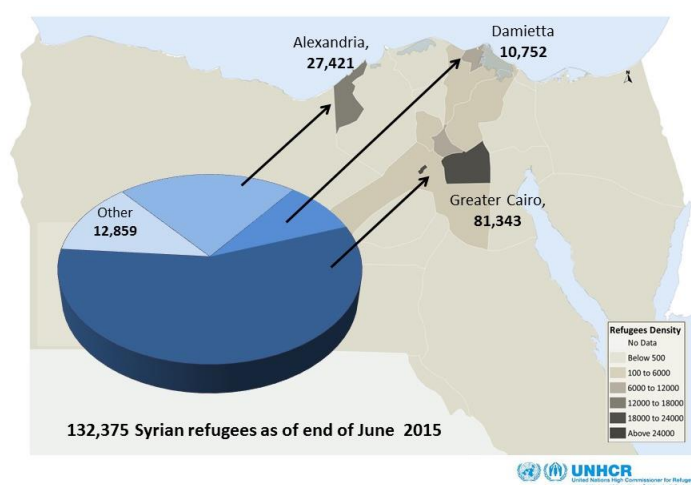 Alexandria,
27,421
Damietta
10,752
Other
12,859
Greater Cairo,
81,343
Refugees Density
No Data
Below 500
100 to 6000
6000 to 12000
12000 to 18000
18000 to 24000
Above 24000
132,375 Syrian refugees as of end of June 2015
UNHCR
United Nations High Commissioner for Refuge